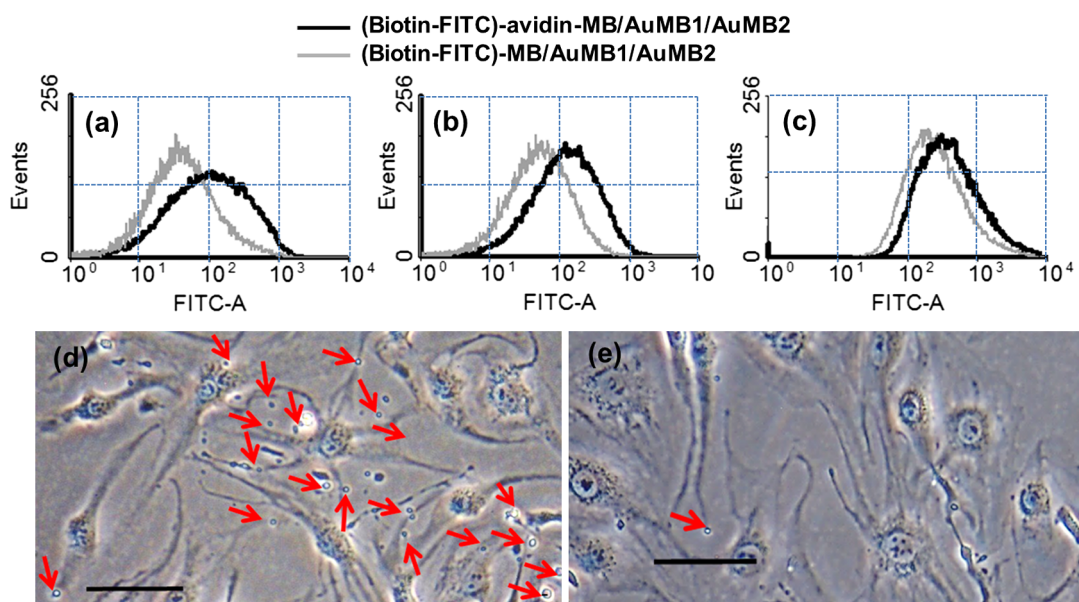 (Biotin-FITC)-avidin-MB/AuMB1/AuMB2
(Biotin-FITC)-MB/AuMB1/AuMB2
(a)
256
Events
0
10^0 10^1 10^2 10^3 10^4
FITC-A
(b)
256
Events
0
10^0 10^1 10^2 10^3 10
FITC-A
(c)
256
Events
0
10^0 10^1 10^2 10^3 10^4
FITC-A
(d)
(e)